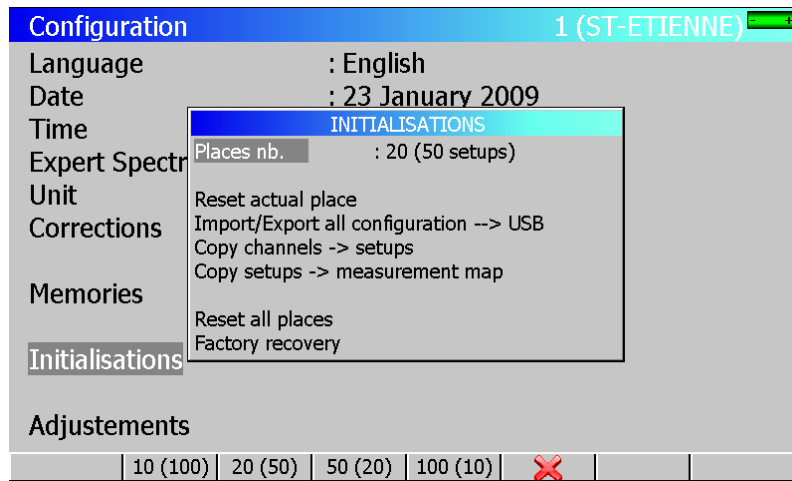 Configuration 1 (ST-ETIENNE) - +
Language : English
Date : 23 January 2009
Time
Expert Spectr
Unit
Corrections
Memories
Initialisations
Adjustements
INITIALISATIONS
Places nb. : 20 (50 setups)
Reset actual place
Import/Export all configuration --> USB
Copy channels -> setups
Copy setups -> measurement map
Reset all places
Factory recovery
10 (100) 20 (50) 50 (20) 100 (10)